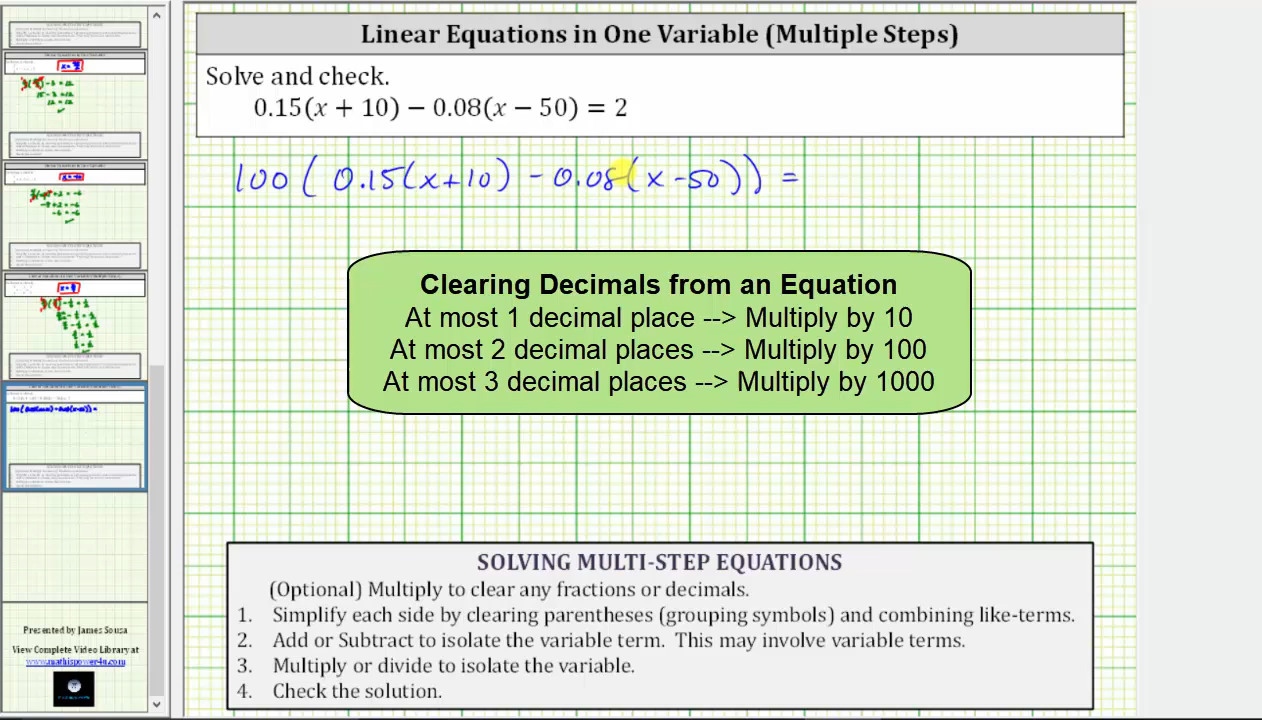 Linear Equations in One Variable (Multiple Steps)
Solve and check.
0.15(x + 10) − 0.08(x − 50) = 2
100 ( 0.15(x+10) - 0.08(x-50)) =
Clearing Decimals from an Equation
At most 1 decimal place --> Multiply by 10
At most 2 decimal places --> Multiply by 100
At most 3 decimal places --> Multiply by 1000
SOLVING MULTI-STEP EQUATIONS
(Optional) Multiply to clear any fractions or decimals.
1. Simplify each side by clearing parentheses (grouping symbols) and combining like-terms.
2. Add or Subtract to isolate the variable term. This may involve variable terms.
3. Multiply or divide to isolate the variable.
4. Check the solution.
Presented by James Sousa
View Complete Video Library at
www.mathispower4u.com